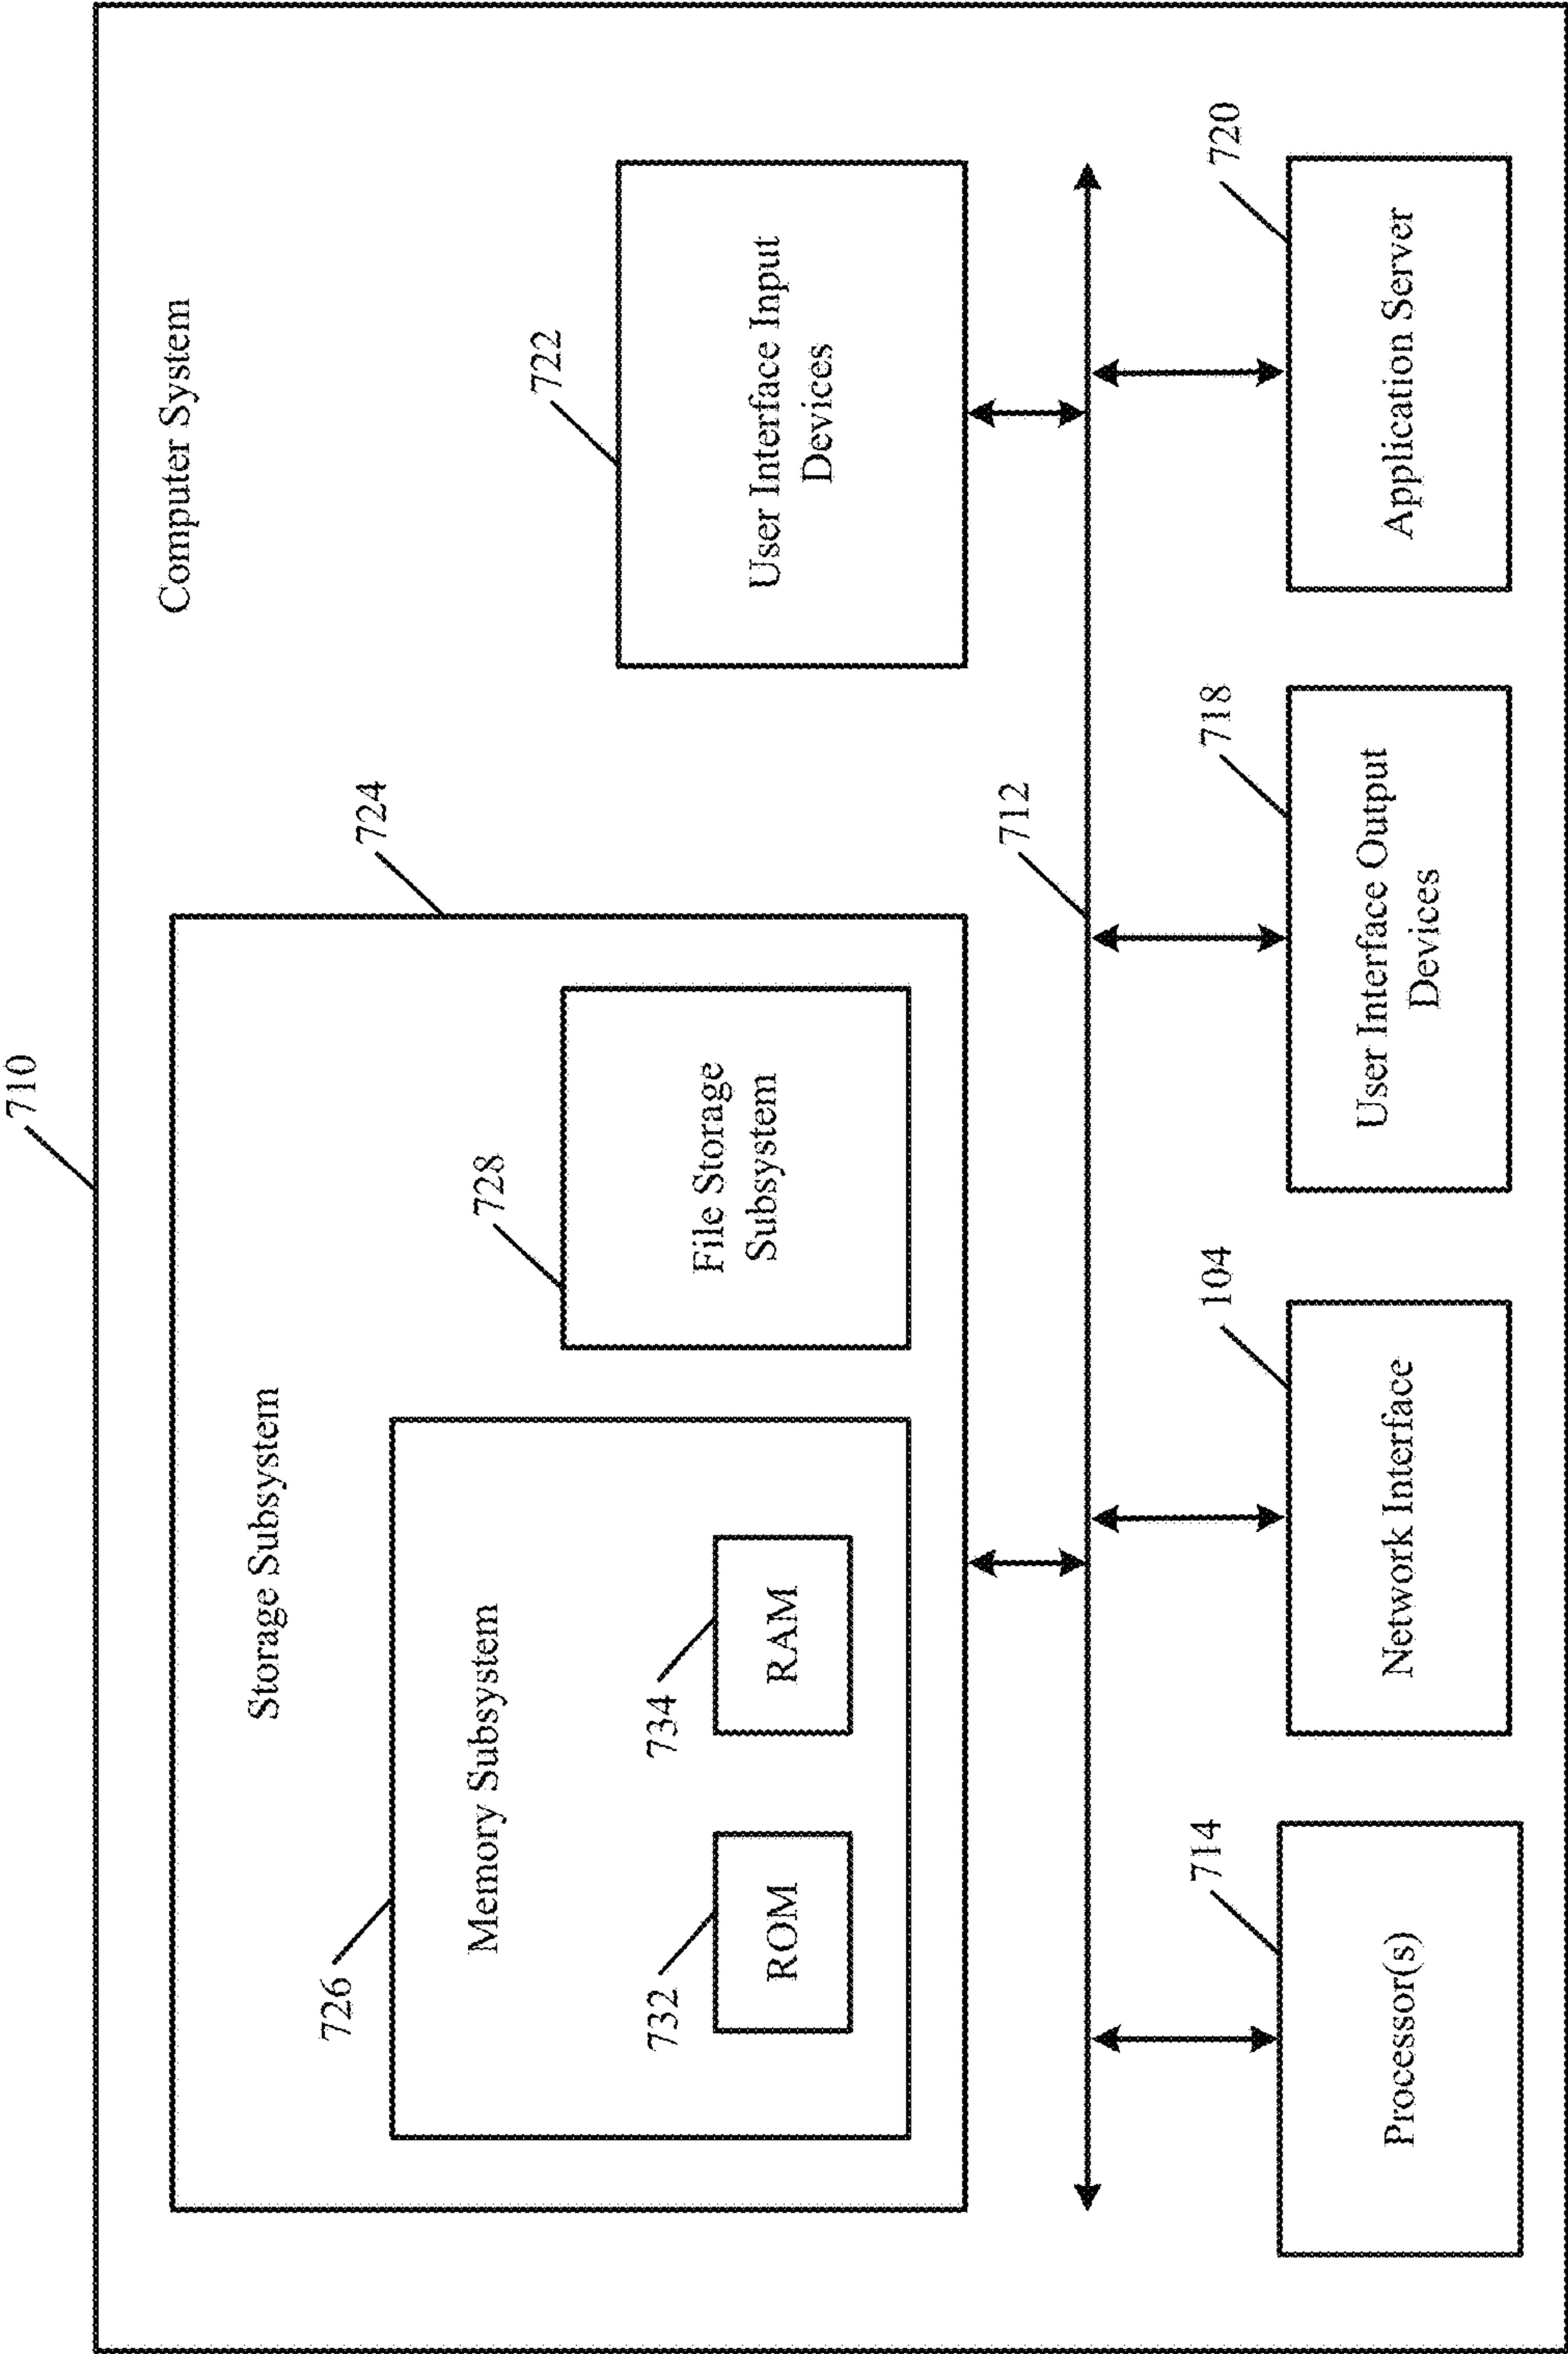 710
Computer System
Storage Subsystem
724
726
Memory Subsystem
728
722
732
ROM
734
RAM
File Storage
Subsystem
User Interface Input
Devices
712
714
Processor(s)
104
Network Interface
718
User Interface Output
Devices
720
Application Server